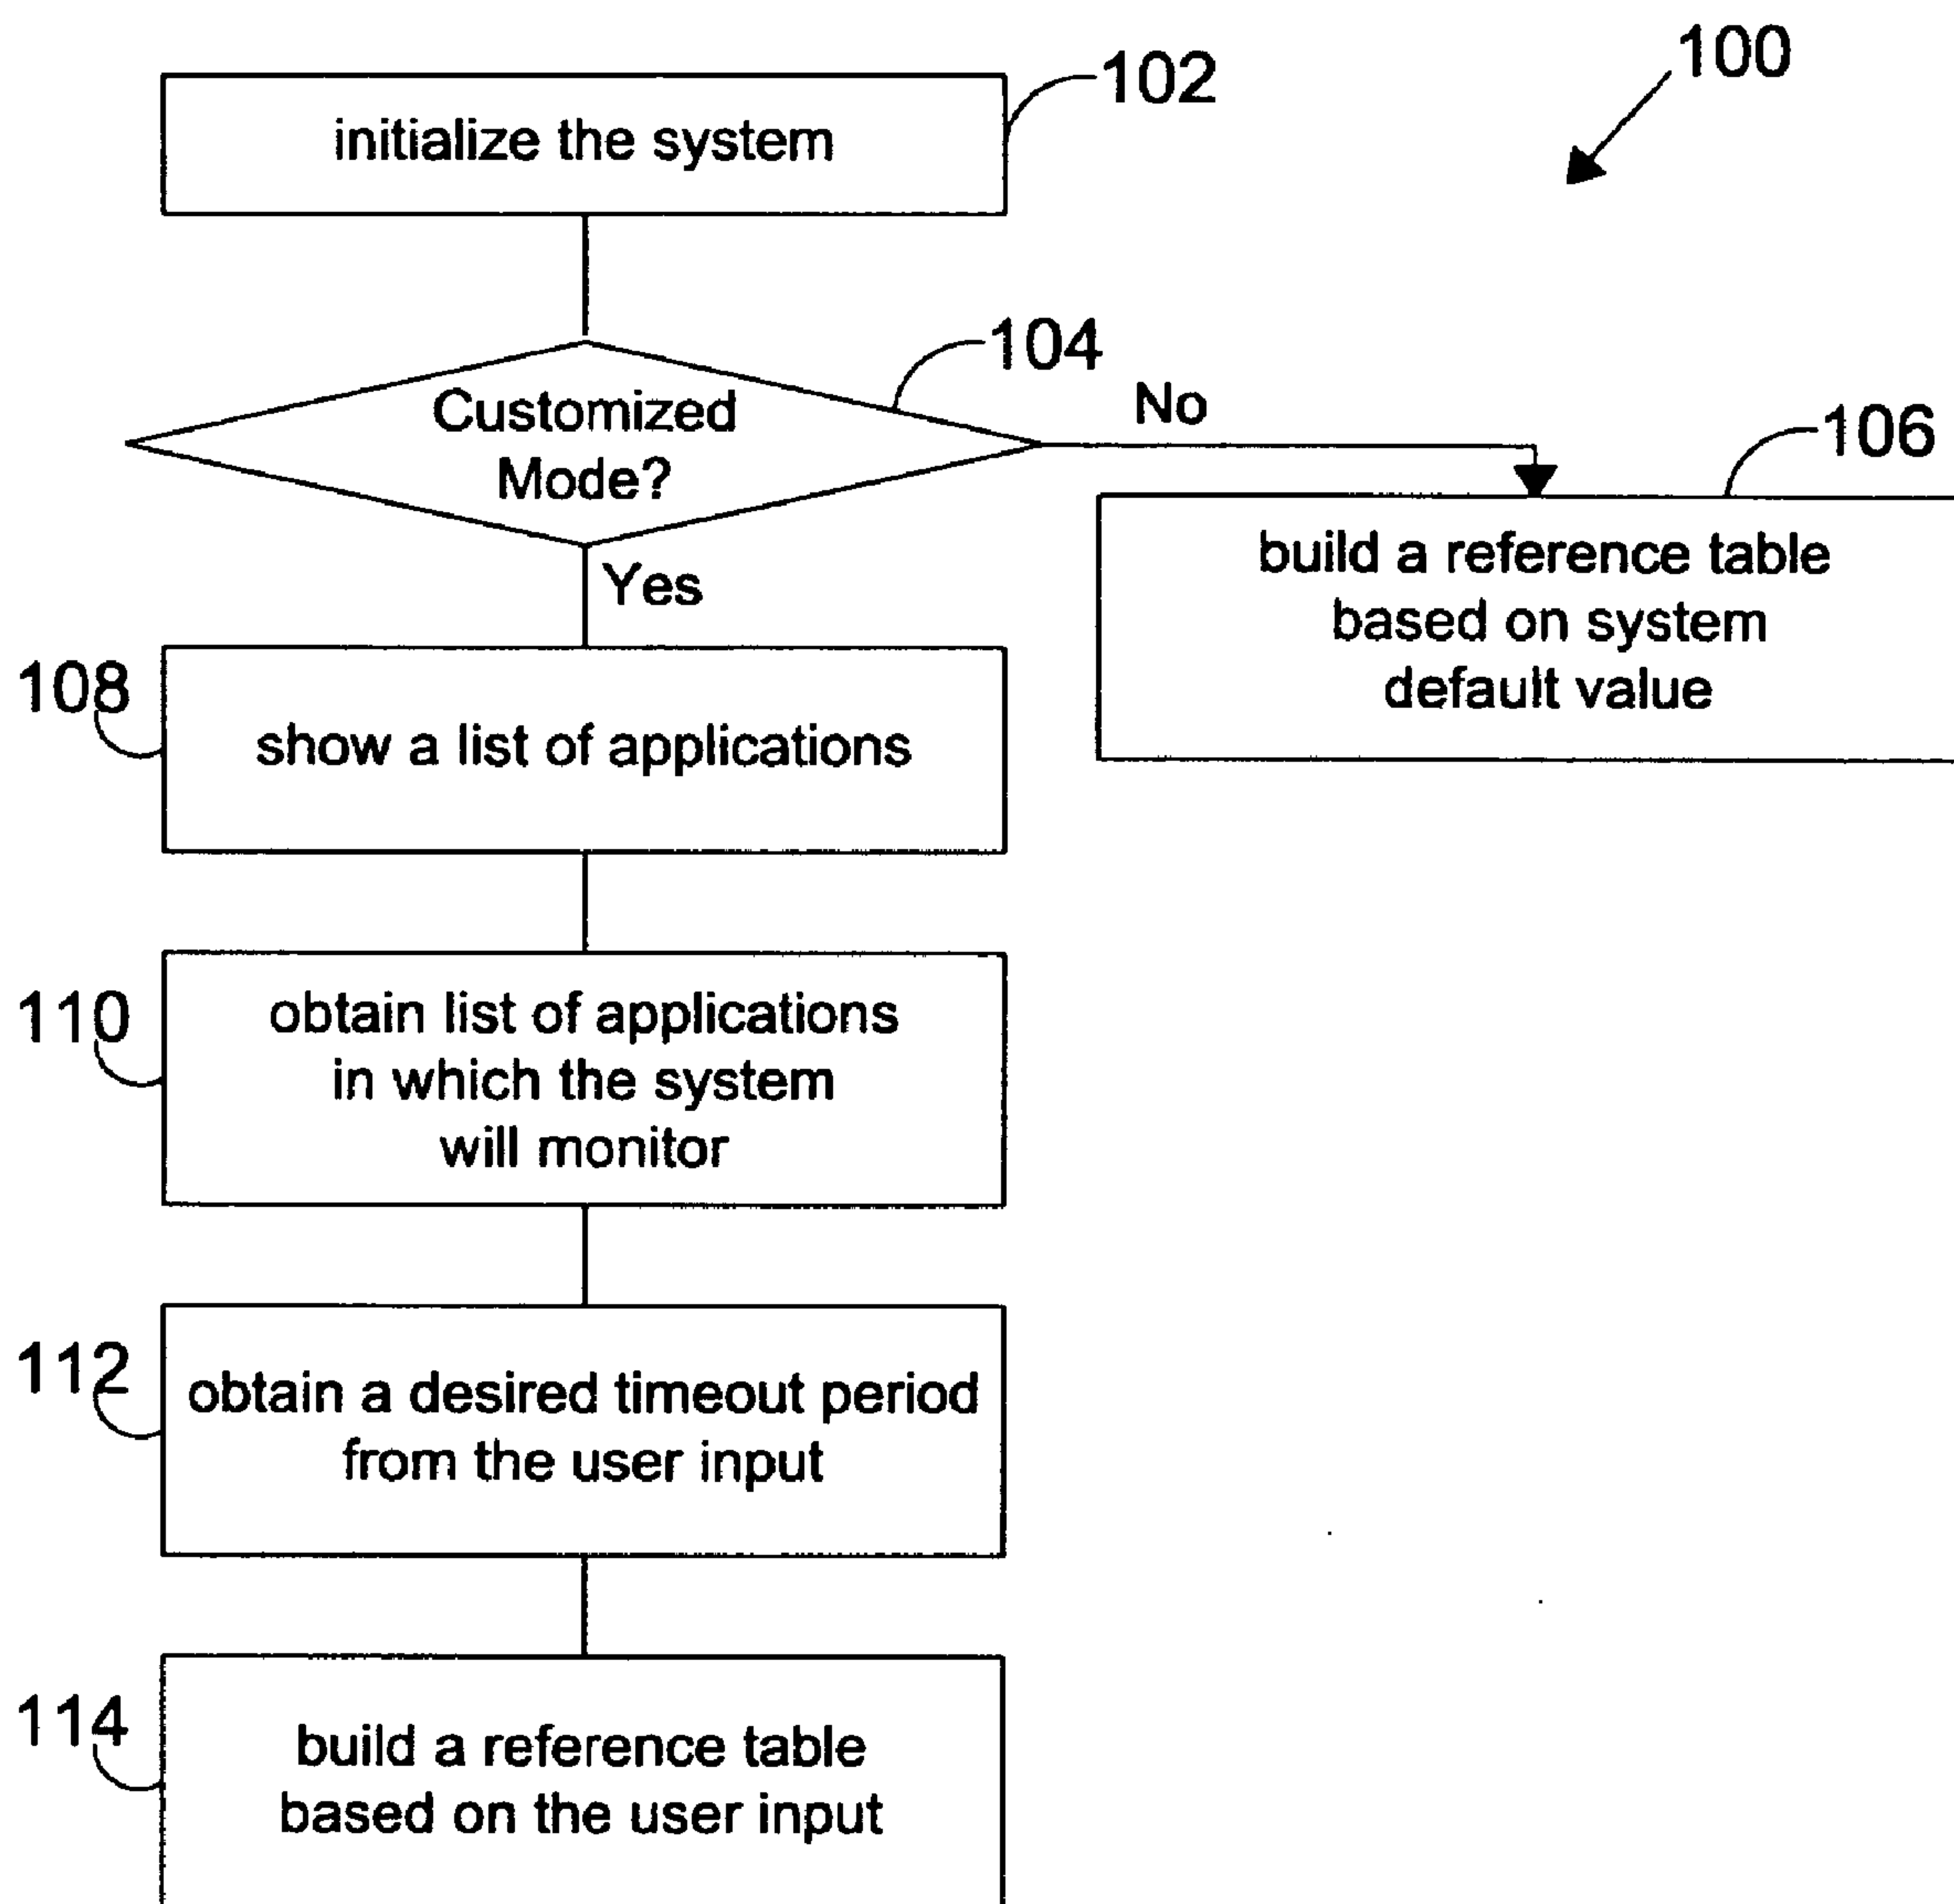 100
102
initialize the system
104
Customized
Mode?
No
Yes
106
build a reference table
based on system
default value
108
show a list of applications
110
obtain list of applications
in which the system
will monitor
112
obtain a desired timeout period
from the user input
114
build a reference table
based on the user input